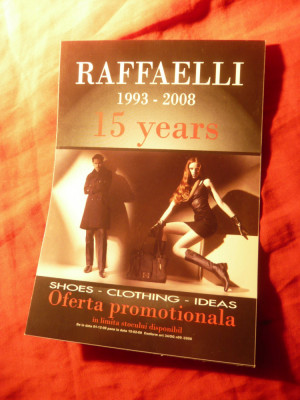 RAFFAELLI
1993 - 2008
15 years
SHOES - CLOTHING - IDEAS
Oferta promotionala
in limita stocului disponibil